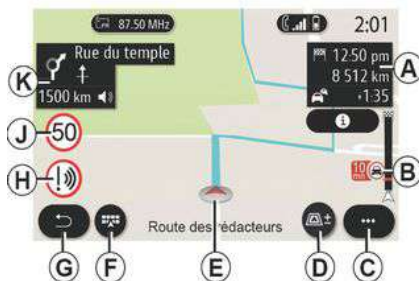 87.50 MHz
2:01
Rue du temple
1500 km
12:50 pm
8 512 km
1:35
A
K
J
50
H
i
10
B
Route des rédacteurs
G
F
E
D
C